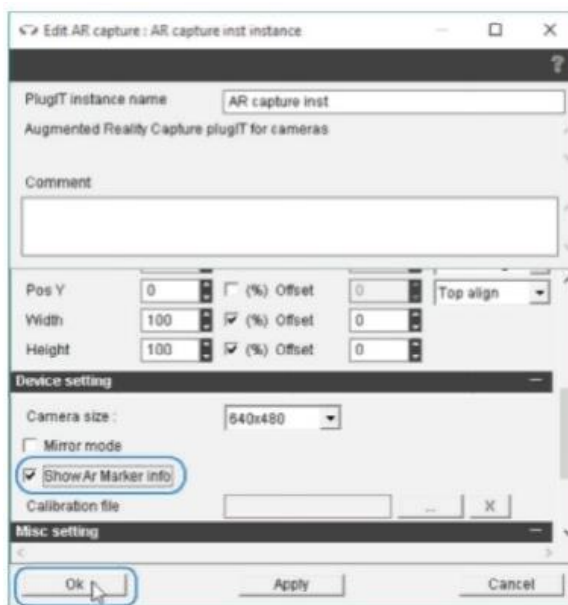 Edit AR capture : AR capture inst instance
?
PlugIT instance name AR capture inst
Augmented Reality Capture plugIT for cameras
Comment
Pos Y 0 (%) Offset 0 Top align
Width 100 (%) Offset 0
Height 100 (%) Offset 0
Device setting
Camera size : 640x480
Mirror mode
Show Ar Marker info
Calibration file ... X
Misc setting
Ok Apply Cancel